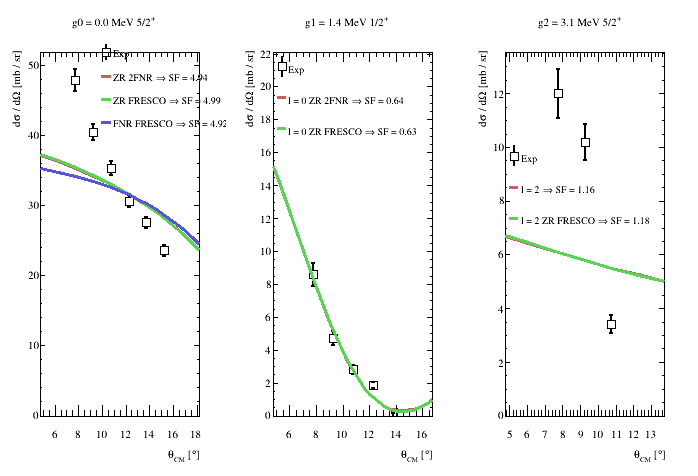 g0 = 0.0 MeV 5/2⁺
dσ / dΩ [mb / sr]
Exp
ZR 2FNR ⇒ SF = 4.94
ZR FRESCO ⇒ SF = 4.99
FNR FRESCO ⇒ SF = 4.92
50
40
30
20
10
0
6 8 10 12 14 16 18
θCM [°]
g1 = 1.4 MeV 1/2⁺
dσ / dΩ [mb / sr]
Exp
l = 0 ZR 2FNR ⇒ SF = 0.64
l = 0 ZR FRESCO ⇒ SF = 0.63
22
20
18
16
14
12
10
8
6
4
2
0
6 8 10 12 14 16
θCM [°]
g2 = 3.1 MeV 5/2⁺
dσ / dΩ [mb / sr]
Exp
l = 2 ⇒ SF = 1.16
l = 2 ZR FRESCO ⇒ SF = 1.18
12
10
8
6
4
2
0
5 6 7 8 9 10 11 12 13
θCM [°]